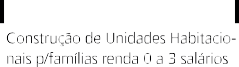 Construção de Unidades Habitacio-
nais p/famílias renda 0 a 3 salários